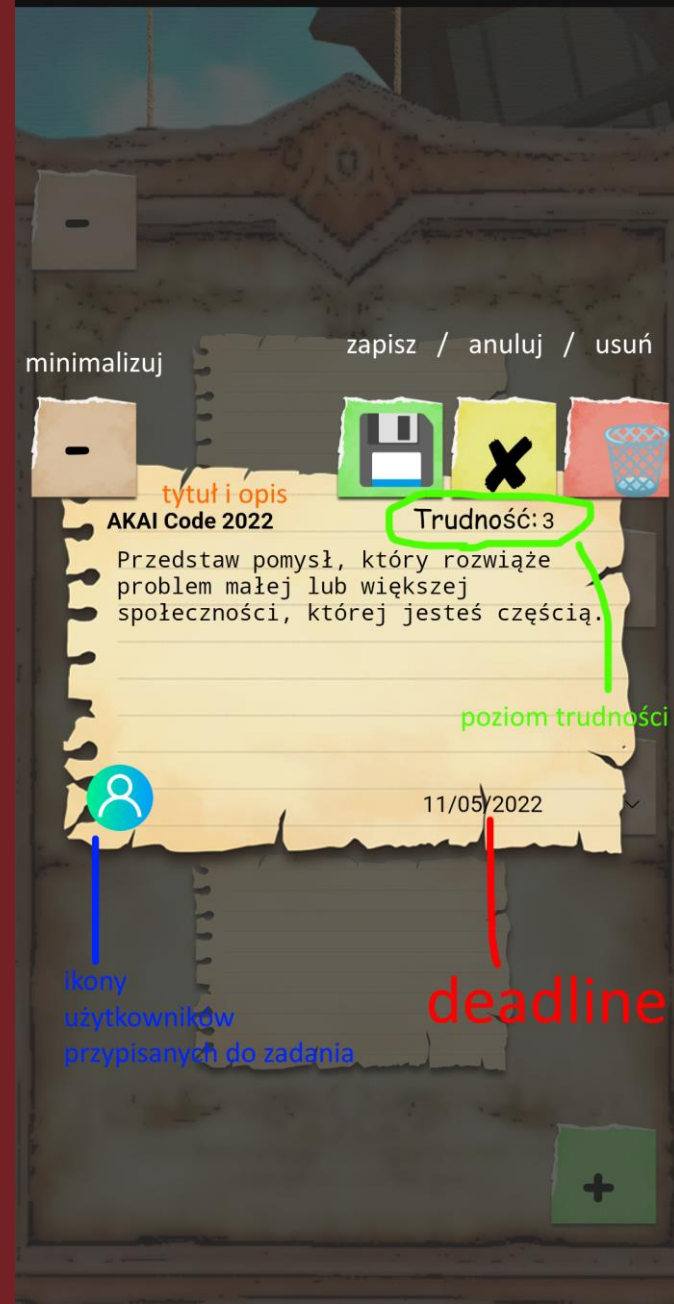 -
zapisz / anuluj / usuń
minimalizuj
-
tytuł i opis
AKAI Code 2022
Trudność: 3
Przedstaw pomysł, który rozwiąże
problem małej lub większej
społeczności, której jesteś częścią.
poziom trudności
11/05/2022
ikony
użytkowników
przypisanych do zadania
deadline
+